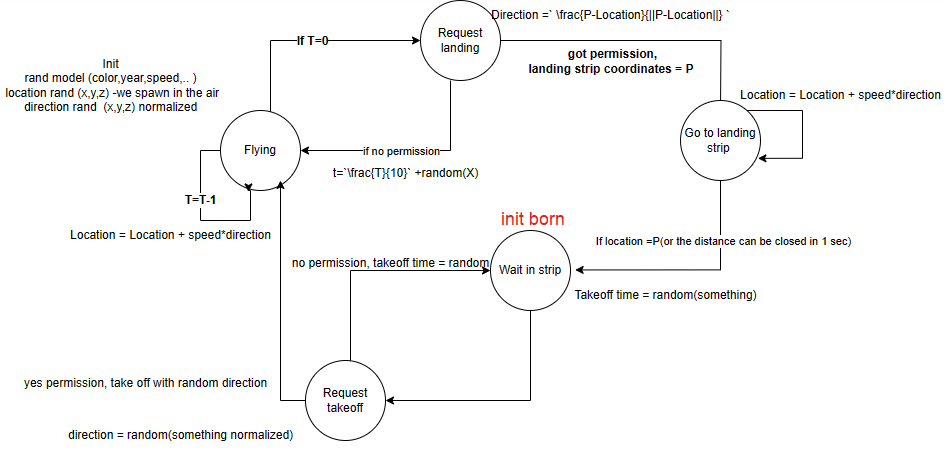 Direction =` \frac{P-Location}{||P-Location||} `
Request
landing
If T=0
got permission,
landing strip coordinates = P
Init
rand model (color,year,speed,.. )
location rand (x,y,z) -we spawn in the air
direction rand  (x,y,z) normalized
Location = Location + speed*direction
Flying
Go to landing
strip
if no permission
t=`\frac{T}{10}` +random(X)
T=T-1
init born
Location = Location + speed*direction
If location =P(or the distance can be closed in 1 sec)
no permission, takeoff time = random
Wait in strip
Takeoff time = random(something)
yes permission, take off with random direction
Request
takeoff
direction = random(something normalized)